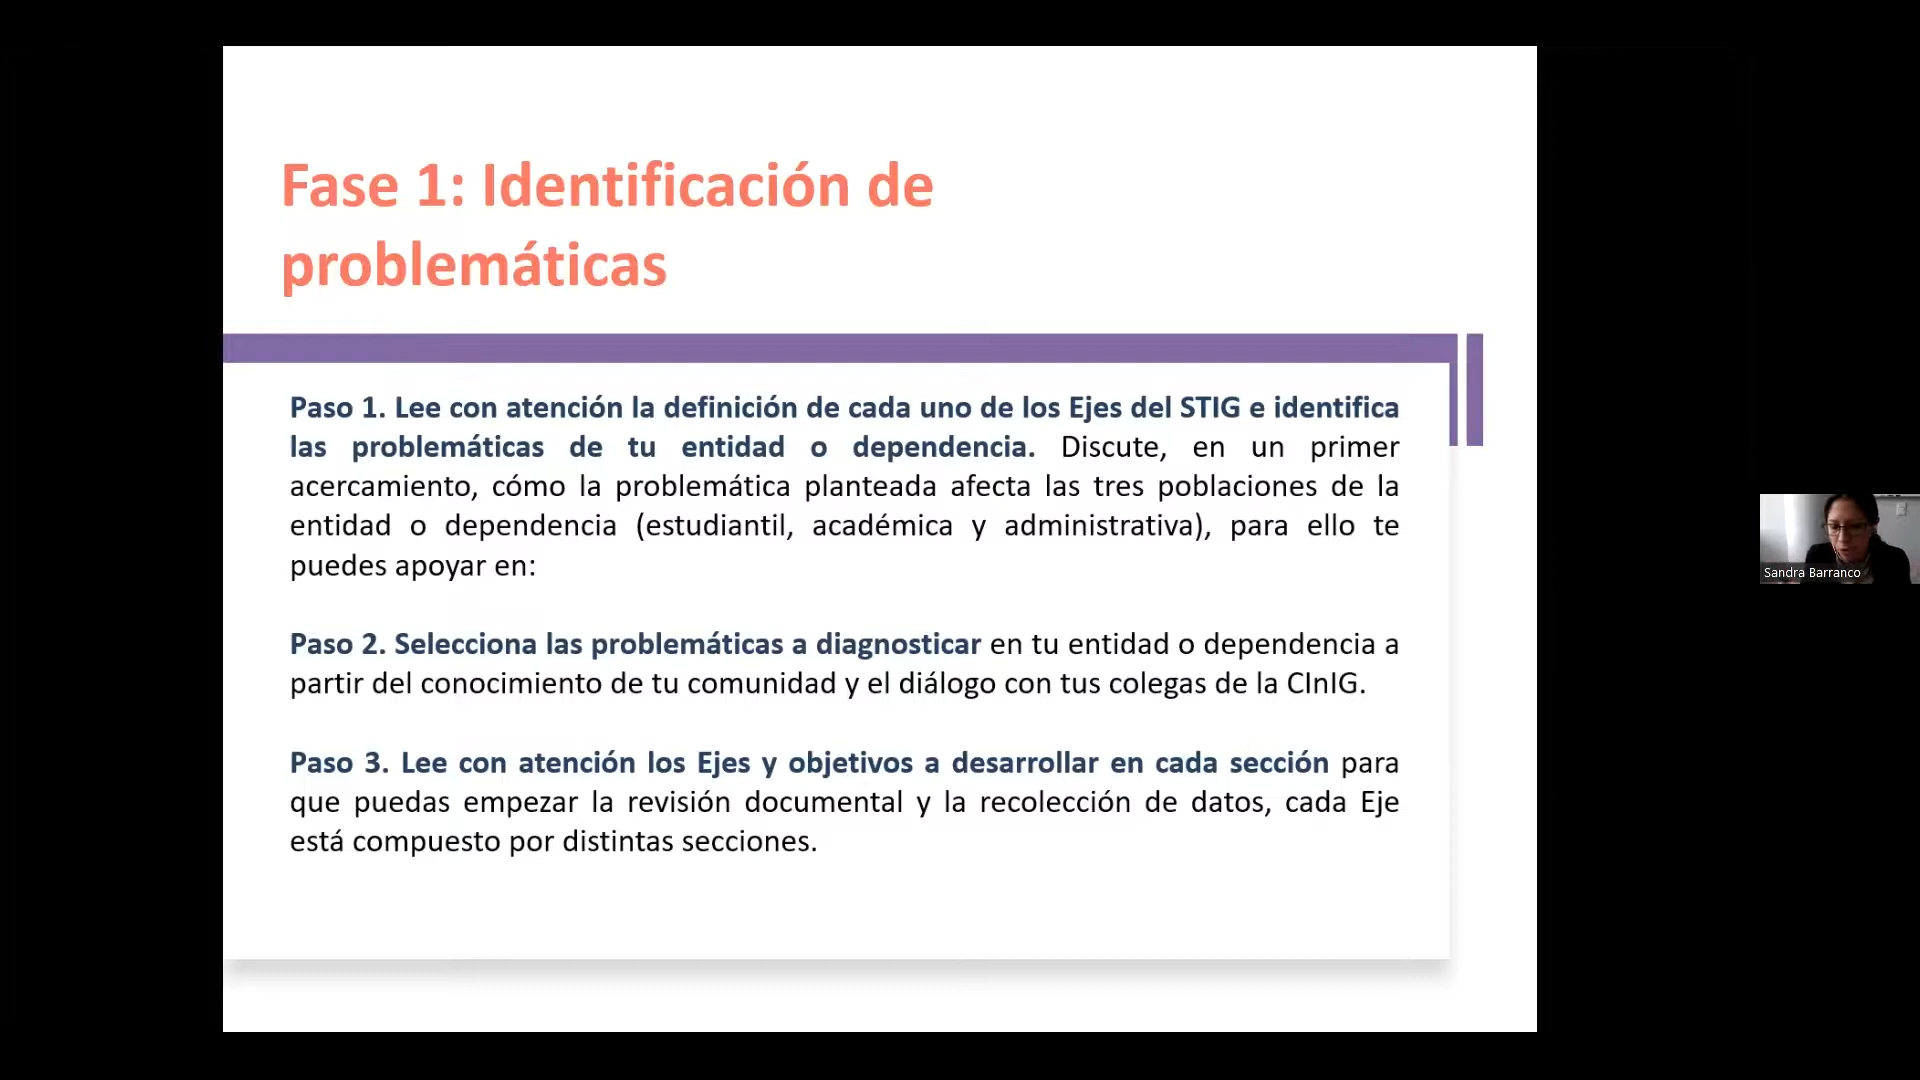 Fase 1: Identificación de
problemáticas
Paso 1. Lee con atención la definición de cada uno de los Ejes del STIG e identifica
las problemáticas de tu entidad o dependencia. Discute, en un primer
acercamiento, cómo la problemática planteada afecta las tres poblaciones de la
entidad o dependencia (estudiantil, académica y administrativa), para ello te
puedes apoyar en:
Paso 2. Selecciona las problemáticas a diagnosticar en tu entidad o dependencia a
partir del conocimiento de tu comunidad y el diálogo con tus colegas de la CInIG.
Paso 3. Lee con atención los Ejes y objetivos a desarrollar en cada sección para
que puedas empezar la revisión documental y la recolección de datos, cada Eje
está compuesto por distintas secciones.
Sandra Barranco